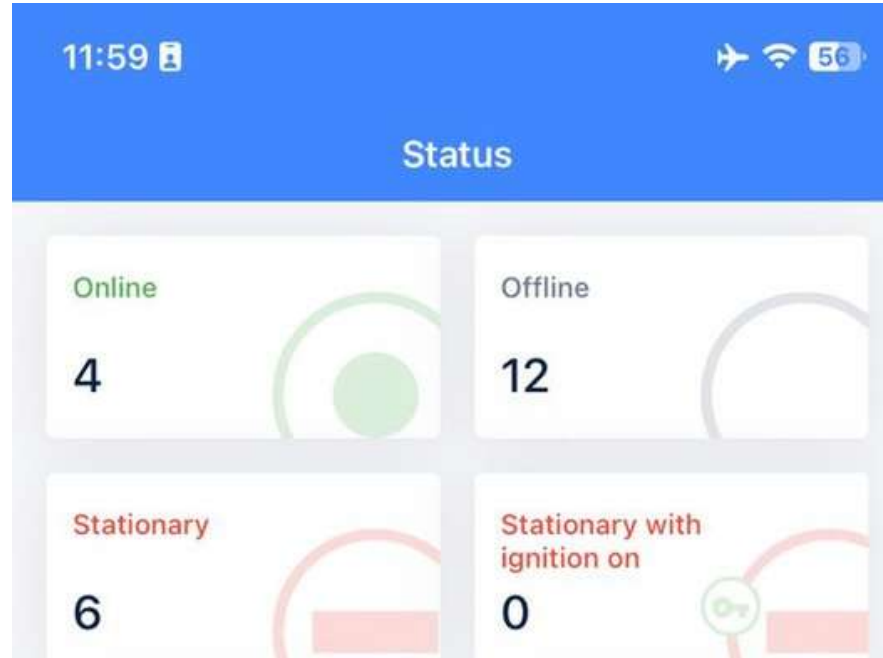 11:59
56
Status
Online
Offline
4
12
Stationary
Stationary with
ignition on
6
0